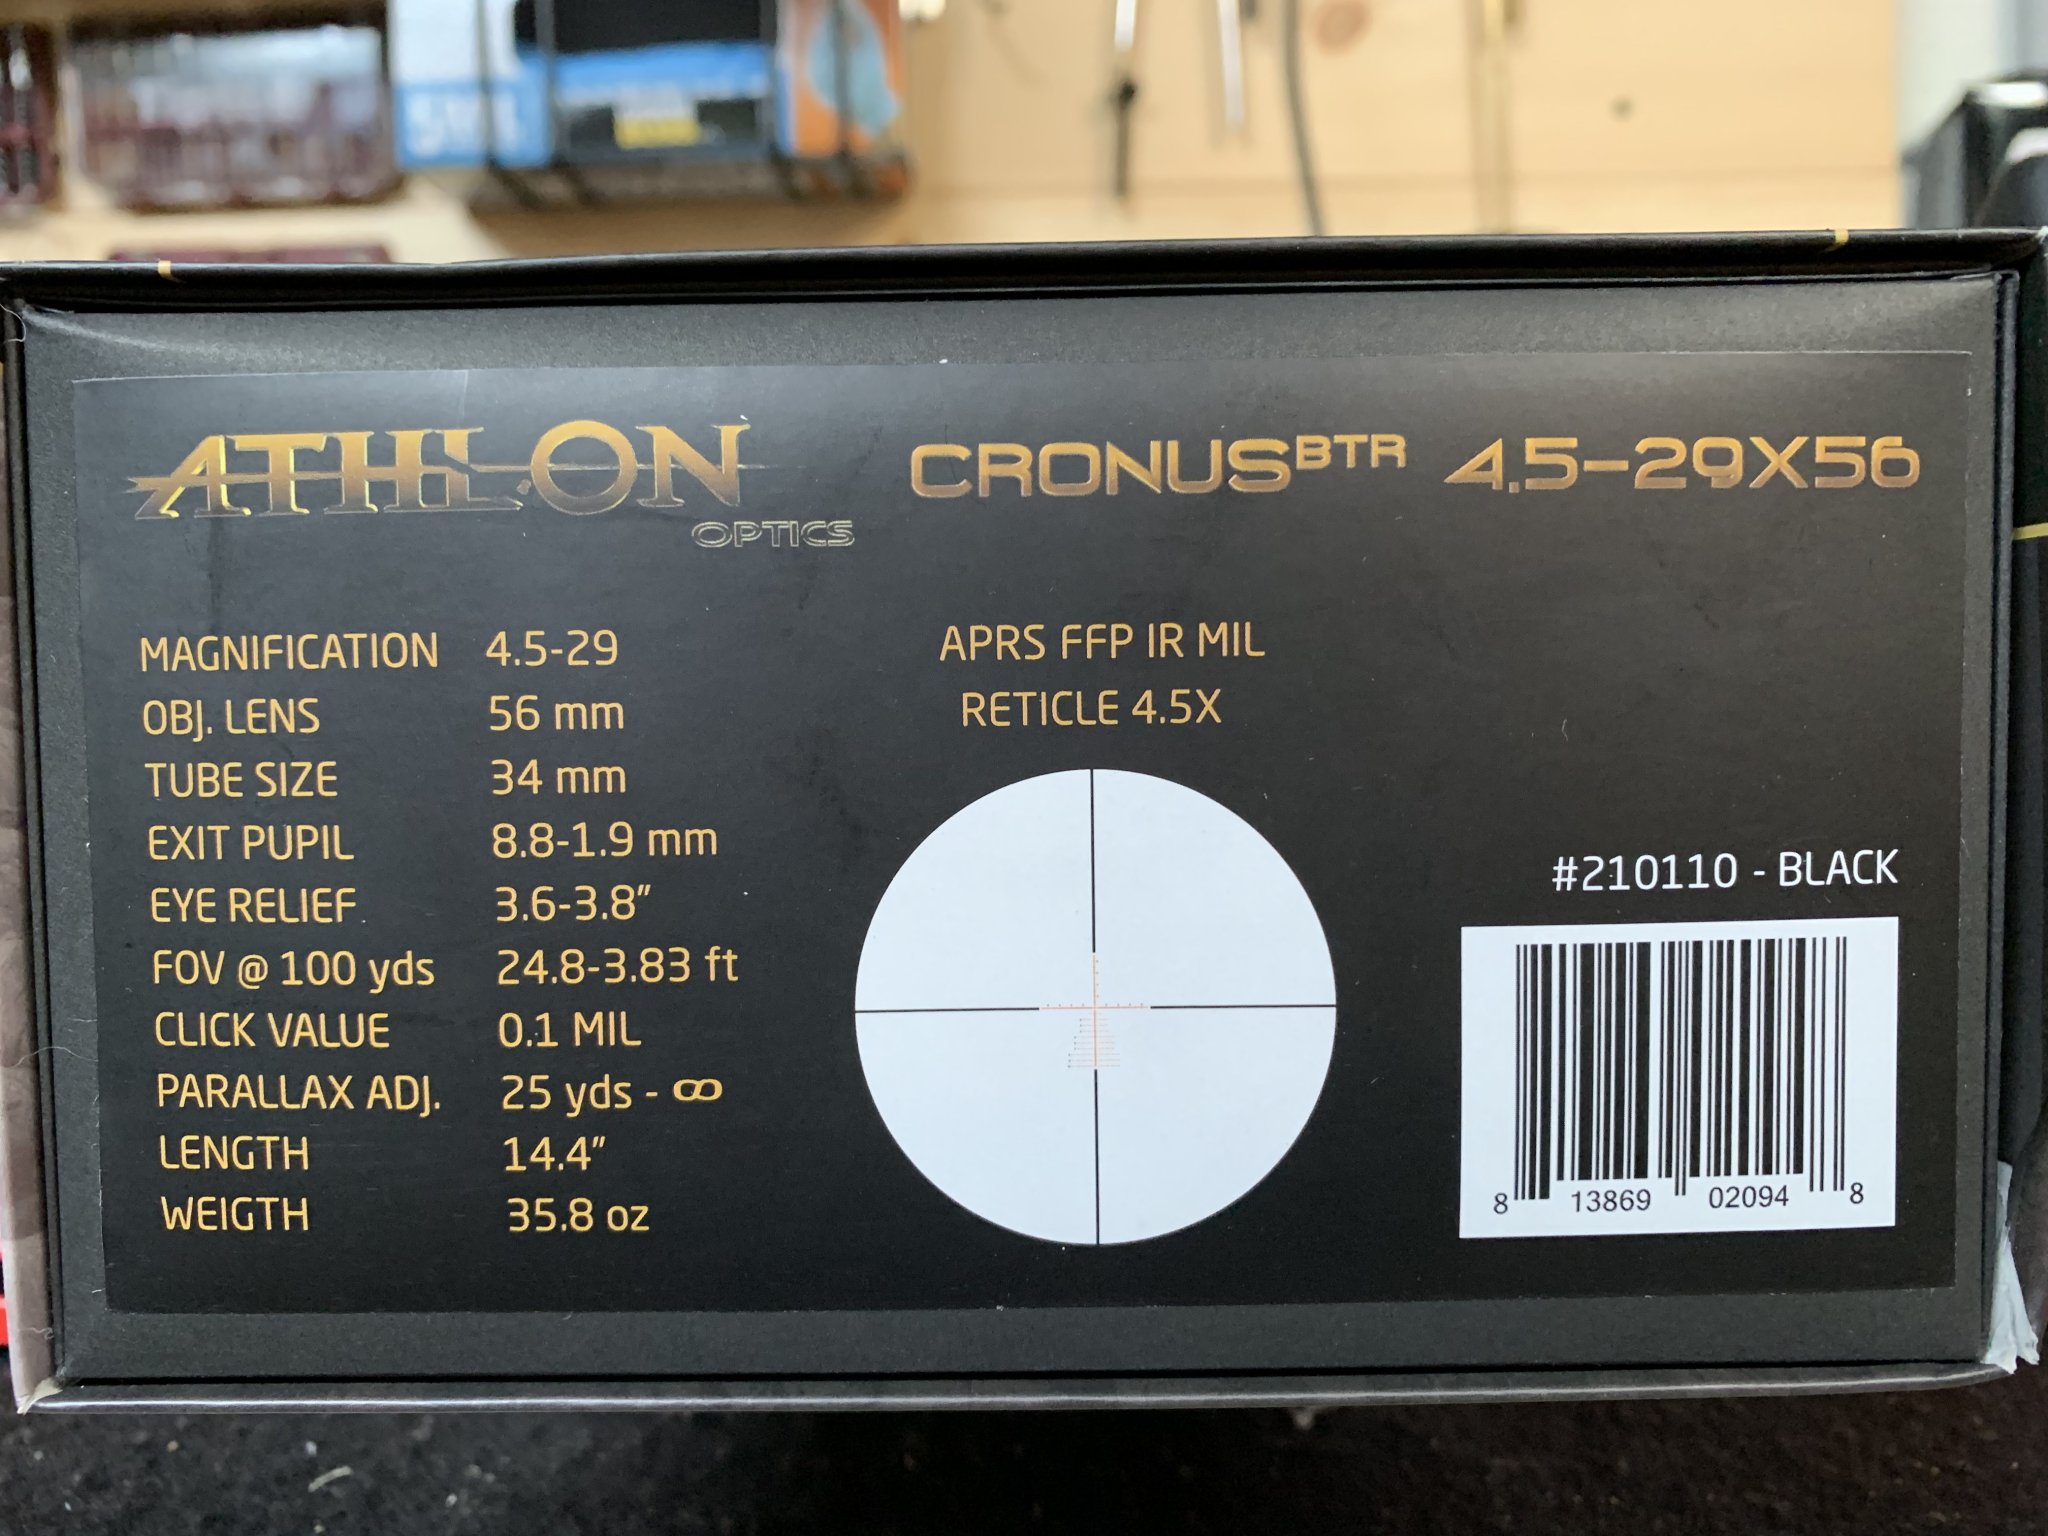 ATHLON
OPTICS
CRONUS BTR 4.5-29X56
MAGNIFICATION 4.5-29
OBJ. LENS 56 mm
TUBE SIZE 34 mm
EXIT PUPIL 8.8-1.9 mm
EYE RELIEF 3.6-3.8"
FOV @ 100 yds 24.8-3.83 ft
CLICK VALUE 0.1 MIL
PARALLAX ADJ. 25 yds - ∞
LENGTH 14.4"
WEIGTH 35.8 oz
APRS FFP IR MIL
RETICLE 4.5X
#210110 - BLACK
8 13869 02094 8